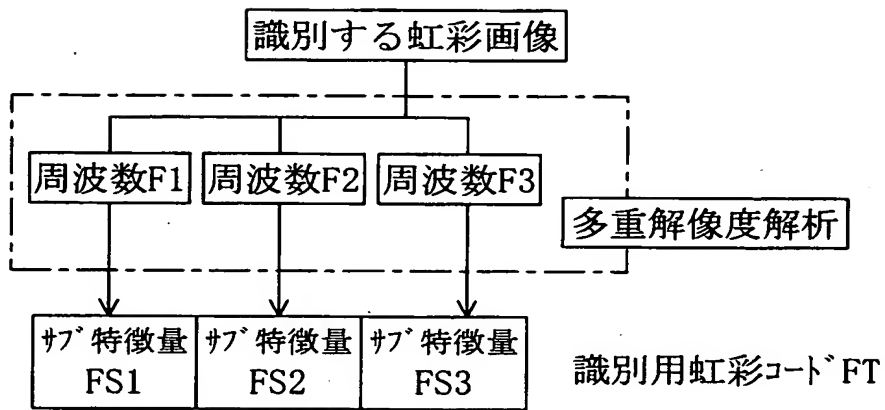 識別する虹彩画像
周波数F1 周波数F2 周波数F3
多重解像度解析
ｻﾌﾞ特徴量 ｻﾌﾞ特徴量 ｻﾌﾞ特徴量
FS1 FS2 FS3
識別用虹彩ｺｰﾄﾞFT